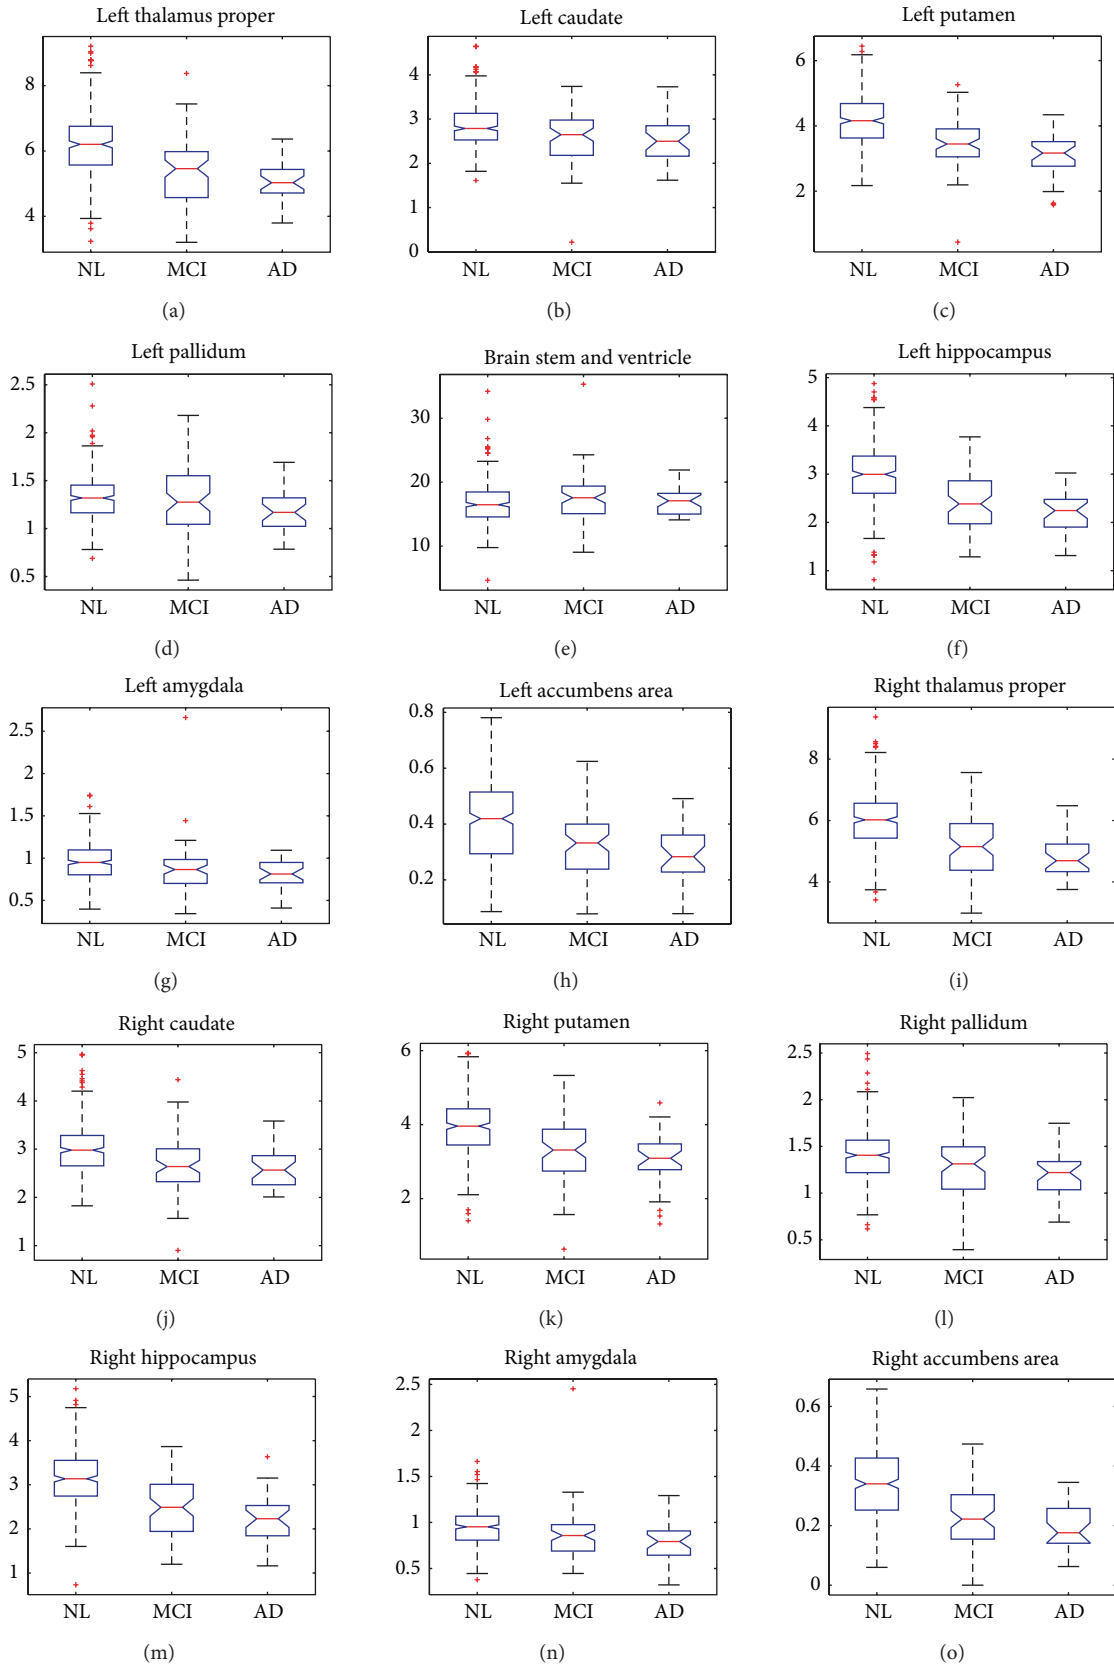 Left thalamus proper
8
6
4
NL MCI AD
(a)
Left caudate
4
3
2
1
0
NL MCI AD
(b)
Left putamen
6
4
2
NL MCI AD
(c)
Left pallidum
2.5
2
1.5
1
0.5
NL MCI AD
(d)
Brain stem and ventricle
30
20
10
NL MCI AD
(e)
Left hippocampus
5
4
3
2
1
NL MCI AD
(f)
Left amygdala
2.5
2
1.5
1
0.5
NL MCI AD
(g)
Left accumbens area
0.8
0.6
0.4
0.2
NL MCI AD
(h)
Right thalamus proper
8
6
4
NL MCI AD
(i)
Right caudate
5
4
3
2
1
NL MCI AD
(j)
Right putamen
6
4
2
NL MCI AD
(k)
Right pallidum
2.5
2
1.5
1
0.5
NL MCI AD
(l)
Right hippocampus
5
4
3
2
1
NL MCI AD
(m)
Right amygdala
2.5
2
1.5
1
0.5
NL MCI AD
(n)
Right accumbens area
0.6
0.4
0.2
0
NL MCI AD
(o)